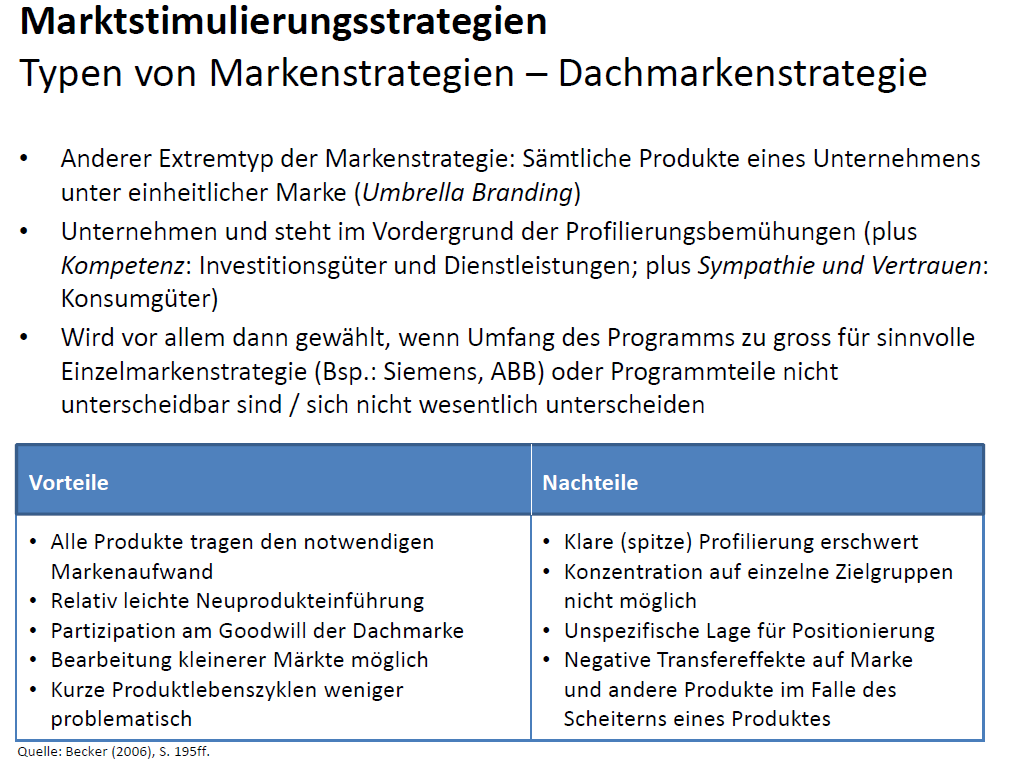 Marktstimulierungsstrategien
Typen von Markenstrategien – Dachmarkenstrategie
• Anderer Extremtyp der Markenstrategie: Sämtliche Produkte eines Unternehmens
unter einheitlicher Marke (Umbrella Branding)
• Unternehmen und steht im Vordergrund der Profilierungsbemühungen (plus
Kompetenz: Investitionsgüter und Dienstleistungen; plus Sympathie und Vertrauen:
Konsumgüter)
• Wird vor allem dann gewählt, wenn Umfang des Programms zu gross für sinnvolle
Einzelmarkenstrategie (Bsp.: Siemens, ABB) oder Programmteile nicht
unterscheidbar sind / sich nicht wesentlich unterscheiden
Vorteile
• Alle Produkte tragen den notwendigen
Markenaufwand
• Relativ leichte Neuprodukteinführung
• Partizipation am Goodwill der Dachmarke
• Bearbeitung kleinerer Märkte möglich
• Kurze Produktlebenszyklen weniger
problematisch
Nachteile
• Klare (spitze) Profilierung erschwert
• Konzentration auf einzelne Zielgruppen
nicht möglich
• Unspezifische Lage für Positionierung
• Negative Transfereffekte auf Marke
und andere Produkte im Falle des
Scheiterns eines Produktes
Quelle: Becker (2006), S. 195ff.